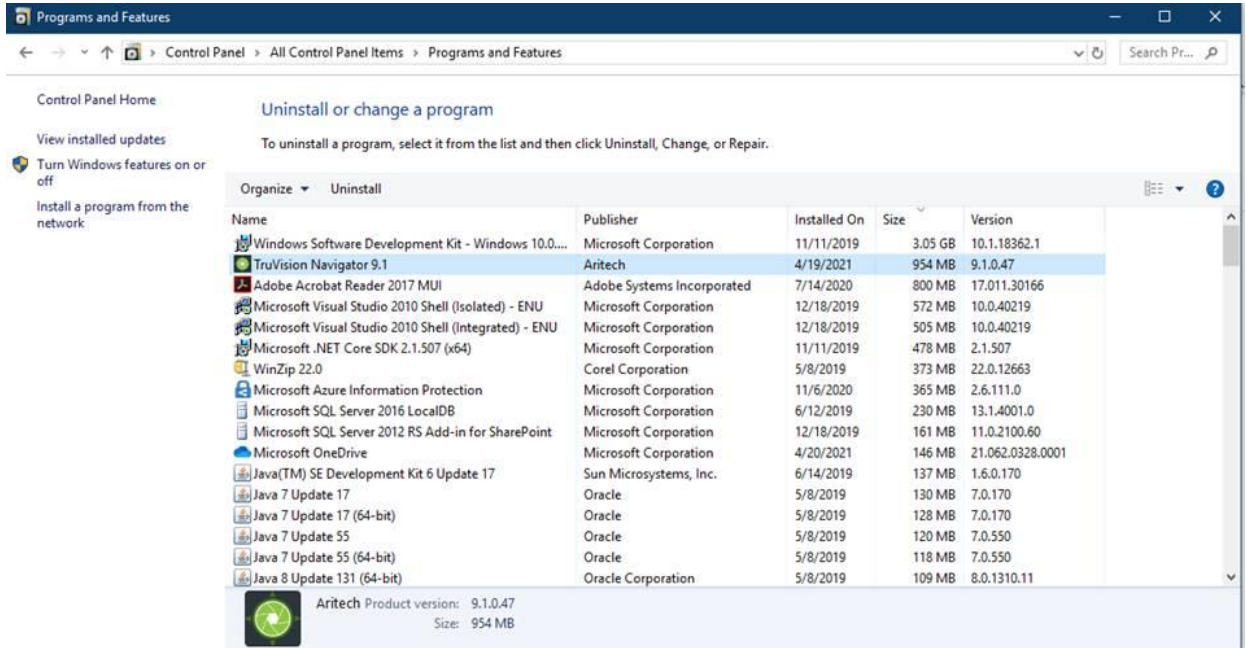 Programs and Features
Control Panel > All Control Panel Items > Programs and Features
Search Pr...
Control Panel Home
View installed updates
Turn Windows features on or
off
Install a program from the
network
Uninstall or change a program
To uninstall a program, select it from the list and then click Uninstall, Change, or Repair.
Organize Uninstall
Name Publisher Installed On Size Version
Windows Software Development Kit - Windows 10.0.... Microsoft Corporation 11/11/2019 3.05 GB 10.1.18362.1
TruVision Navigator 9.1 Aritech 4/19/2021 954 MB 9.1.0.47
Adobe Acrobat Reader 2017 MUI Adobe Systems Incorporated 7/14/2020 800 MB 17.011.30166
Microsoft Visual Studio 2010 Shell (Isolated) - ENU Microsoft Corporation 12/18/2019 572 MB 10.0.40219
Microsoft Visual Studio 2010 Shell (Integrated) - ENU Microsoft Corporation 12/18/2019 505 MB 10.0.40219
Microsoft .NET Core SDK 2.1.507 (x64) Microsoft Corporation 11/11/2019 478 MB 2.1.507
WinZip 22.0 Corel Corporation 5/8/2019 373 MB 22.0.12663
Microsoft Azure Information Protection Microsoft Corporation 11/6/2020 365 MB 2.6.111.0
Microsoft SQL Server 2016 LocalDB Microsoft Corporation 6/12/2019 230 MB 13.1.4001.0
Microsoft SQL Server 2012 RS Add-in for SharePoint Microsoft Corporation 12/18/2019 161 MB 11.0.2100.60
Microsoft OneDrive Microsoft Corporation 4/20/2021 146 MB 21.062.0328.0001
Java(TM) SE Development Kit 6 Update 17 Sun Microsystems, Inc. 6/14/2019 137 MB 1.6.0.170
Java 7 Update 17 Oracle 5/8/2019 130 MB 7.0.170
Java 7 Update 17 (64-bit) Oracle 5/8/2019 128 MB 7.0.170
Java 7 Update 55 Oracle 5/8/2019 120 MB 7.0.550
Java 7 Update 55 (64-bit) Oracle 5/8/2019 118 MB 7.0.550
Java 8 Update 131 (64-bit) Oracle Corporation 5/8/2019 109 MB 8.0.1310.11
Aritech Product version: 9.1.0.47
Size: 954 MB